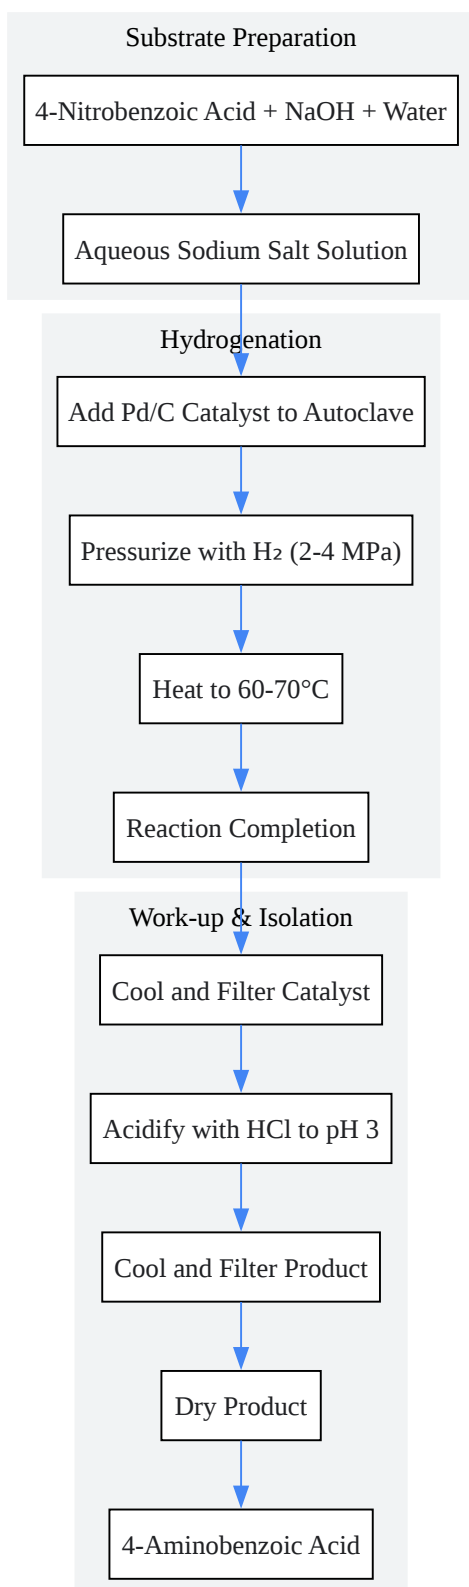 Substrate Preparation
4-Nitrobenzoic Acid + NaOH + Water
Aqueous Sodium Salt Solution
Hydrogenation
Add Pd/C Catalyst to Autoclave
Pressurize with H₂ (2-4 MPa)
Heat to 60-70°C
Reaction Completion
Work-up & Isolation
Cool and Filter Catalyst
Acidify with HCl to pH 3
Cool and Filter Product
Dry Product
4-Aminobenzoic Acid